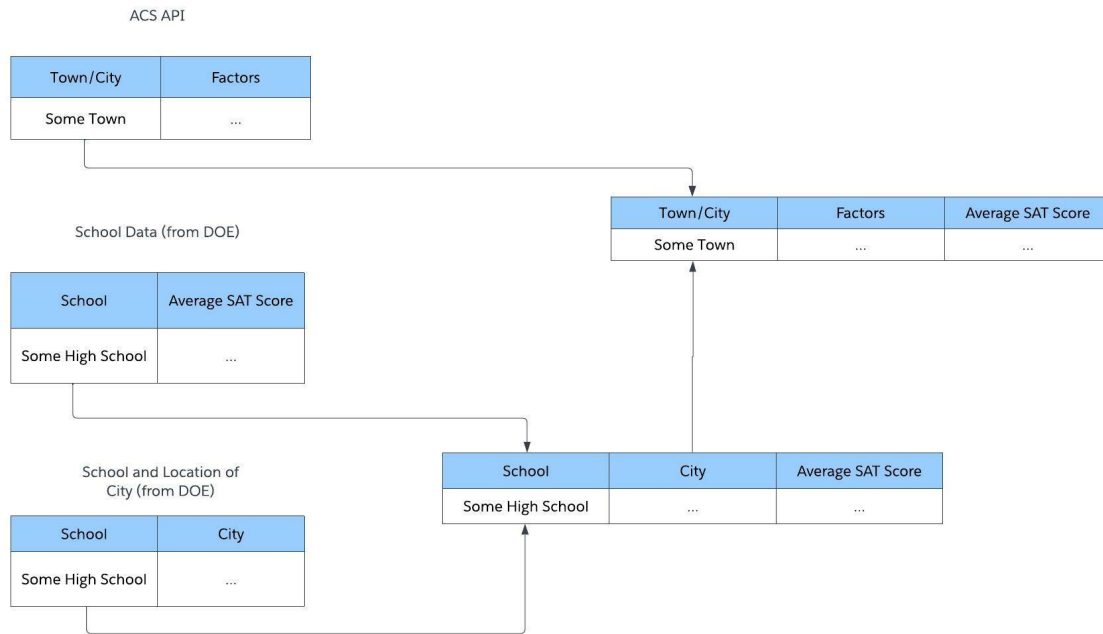 ACS API
Town/City Factors
Some Town ...
Town/City Factors Average SAT Score
Some Town ... ...
School Data (from DOE)
School Average SAT Score
Some High School ...
School and Location of
City (from DOE)
School City Average SAT Score
Some High School ... ...
School City
Some High School ...